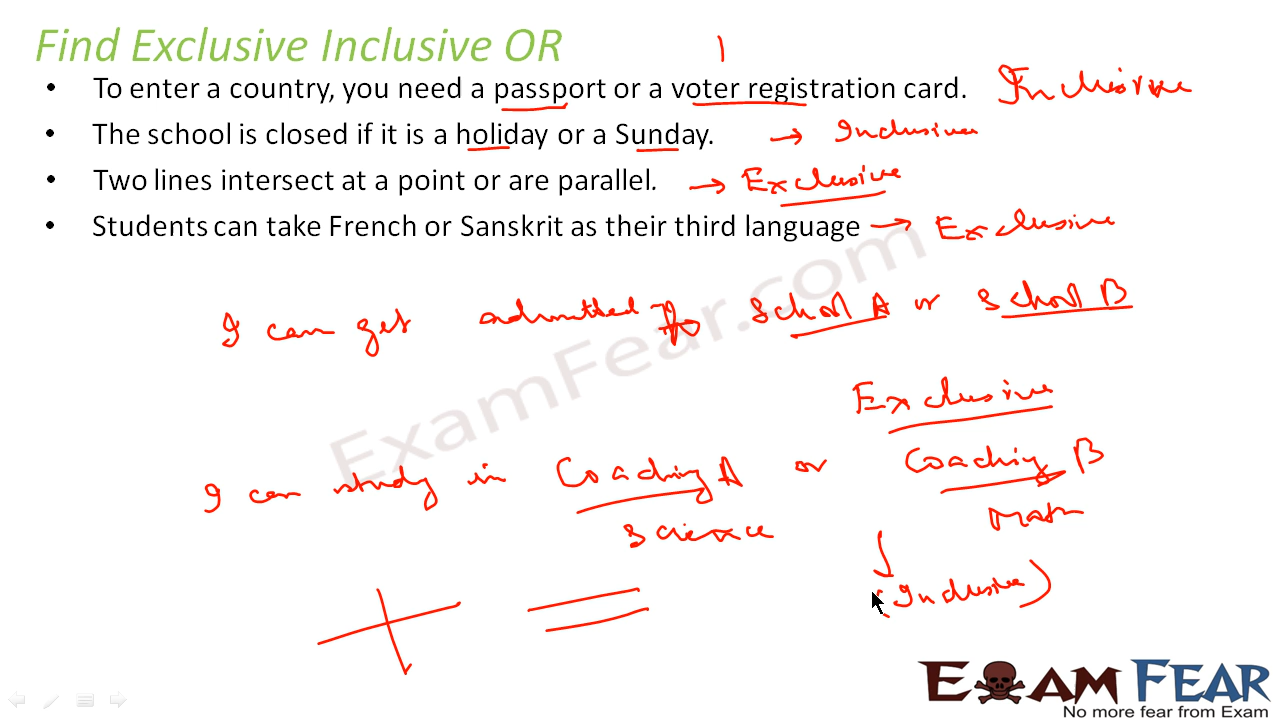 Find Exclusive Inclusive OR
• To enter a country, you need a passport or a voter registration card. Inclusive
• The school is closed if it is a holiday or a Sunday. → Inclusive
• Two lines intersect at a point or are parallel. → Exclusive
• Students can take French or Sanskrit as their third language → Exclusive
I can get admitted to School A or School B
Exclusive
I can study in Coaching A or Coaching B
Science Math
(Inclusive)
ExamFear.com
EXAM FEAR
No more fear from Exam